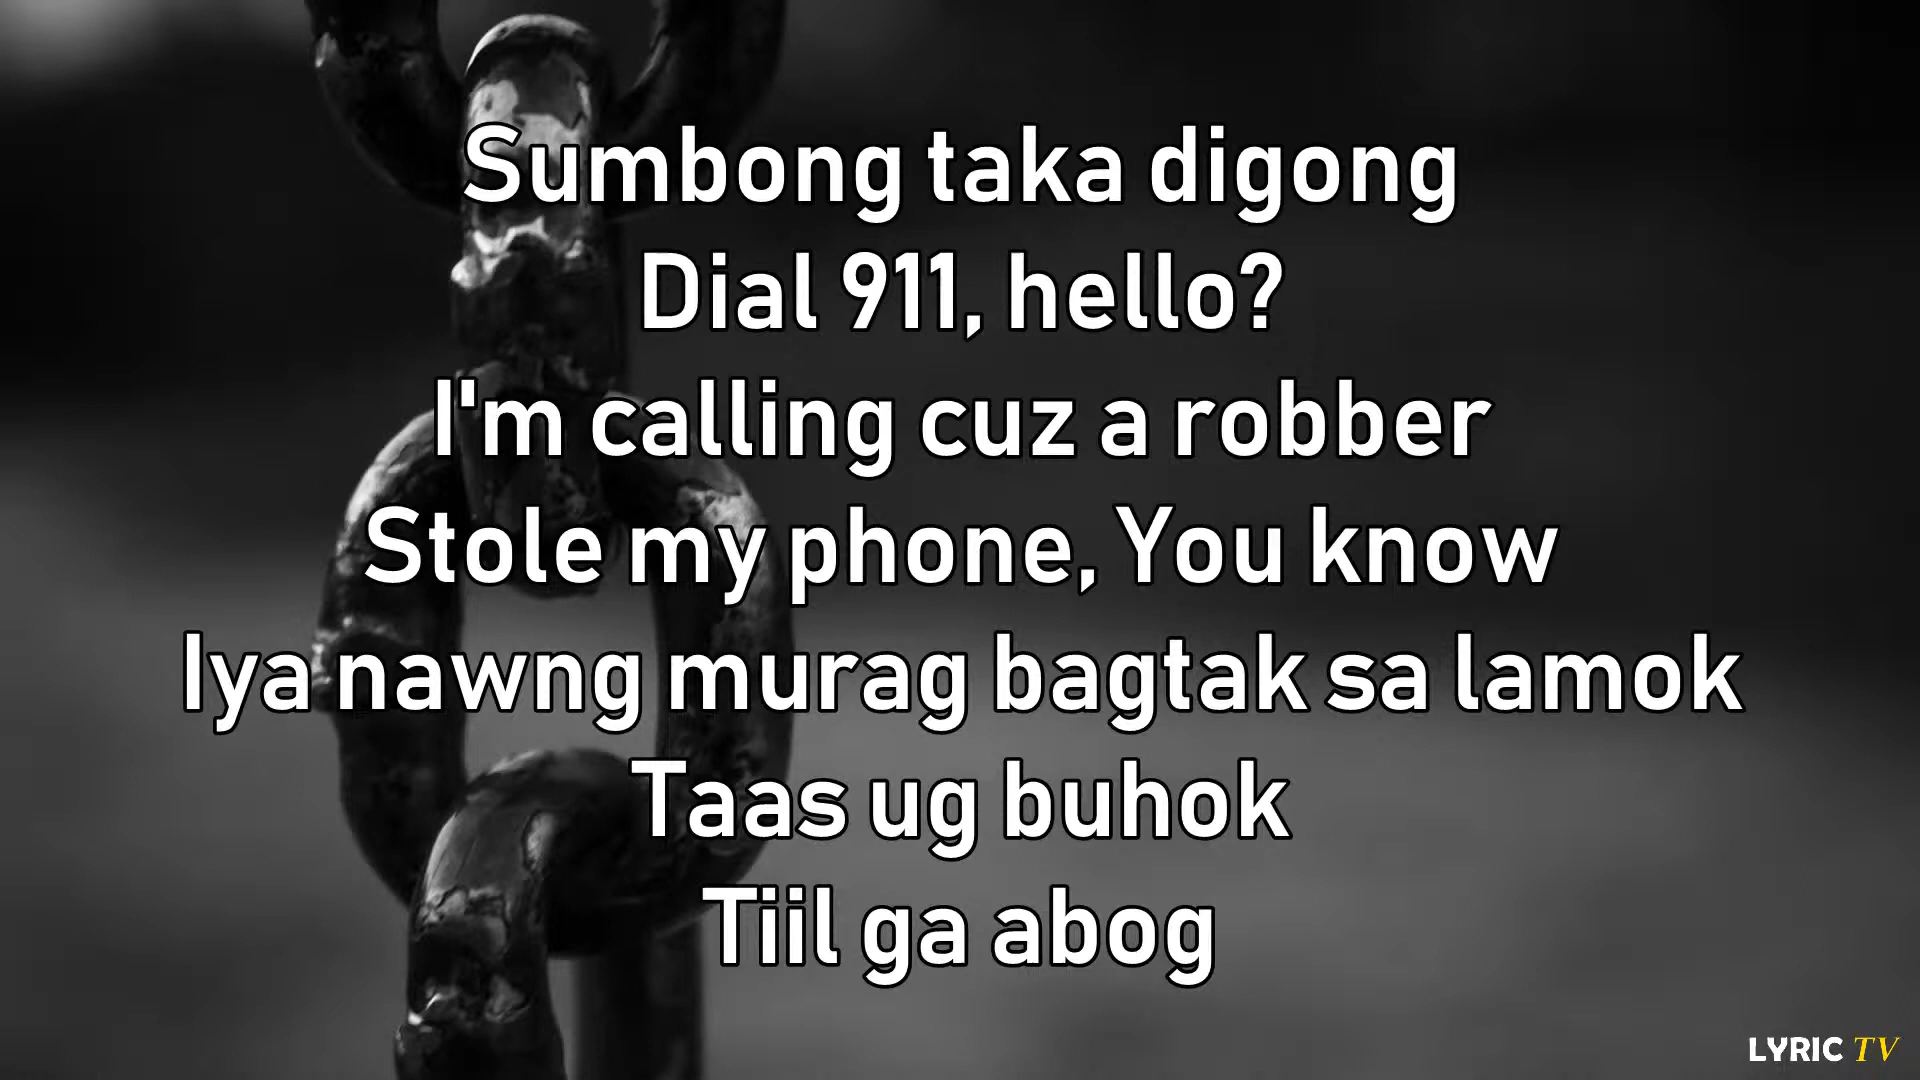 Sumbong taka digong
Dial 911, hello?
I'm calling cuz a robber
Stole my phone, You know
Iya nawng murag bagtak sa lamok
Taas ug buhok
Tiil ga abog
LYRIC TV